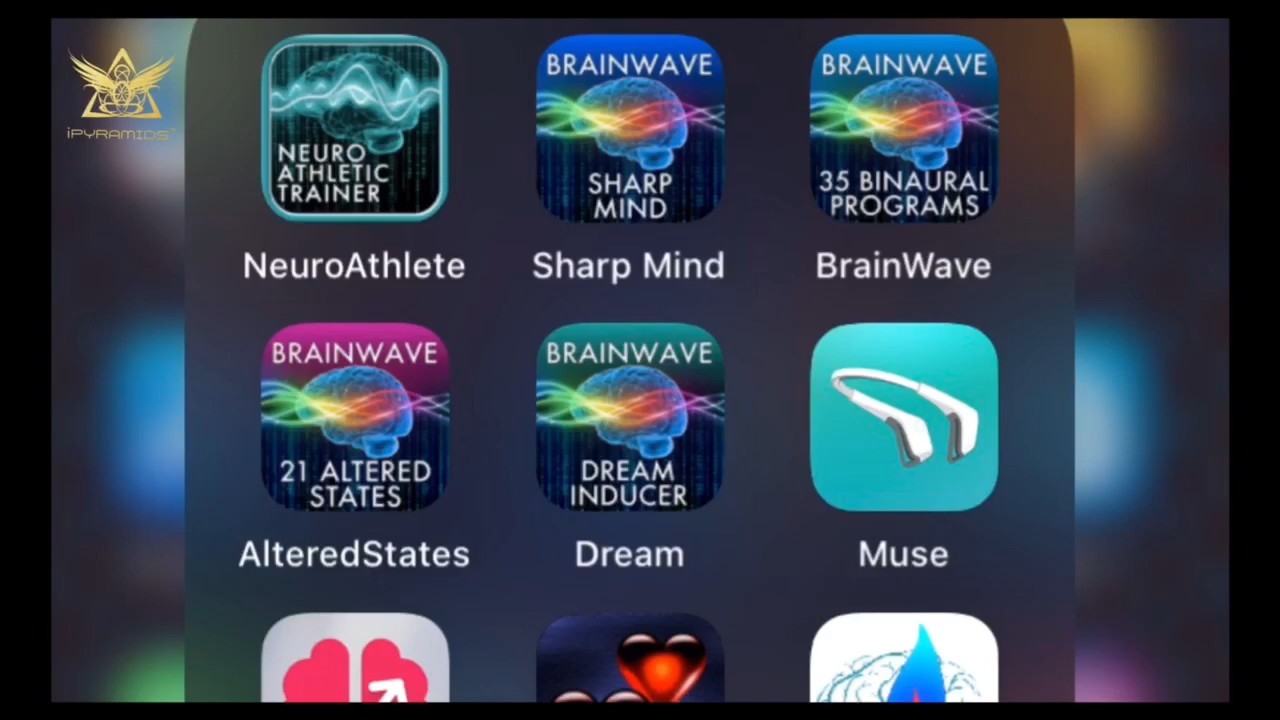 iPYRAMIDS™
NEURO
ATHLETIC
TRAINER
BRAINWAVE
SHARP
MIND
BRAINWAVE
35 BINAURAL
PROGRAMS
NeuroAthlete
Sharp Mind
BrainWave
BRAINWAVE
21 ALTERED
STATES
BRAINWAVE
DREAM
INDUCER
AlteredStates
Dream
Muse